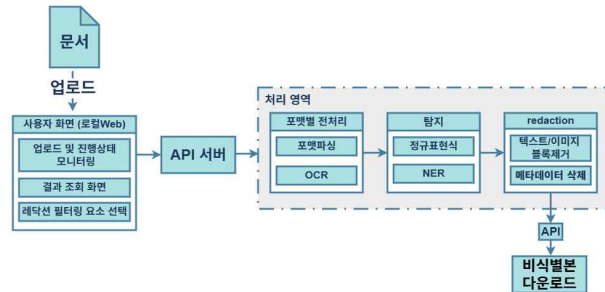 문서
업로드
사용자 화면 (로컬Web)
업로드 및 진행상태
모니터링
결과 조회 화면
레닥션 필터링 요소 선택
API 서버
처리 영역
포맷별 전처리
포맷파싱
OCR
탐지
정규표현식
NER
redaction
텍스트/이미지
블록제거
메타데이터 삭제
API
비식별본
다운로드